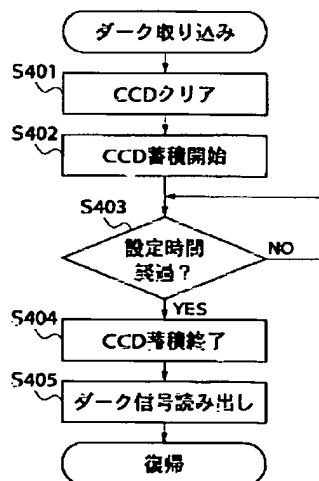 ダーク取り込み
S401
CCDクリア
S402
CCD蓄積開始
S403
設定時間
経過?
NO
YES
S404
CCD蓄積終了
S405
ダーク信号読み出し
復帰